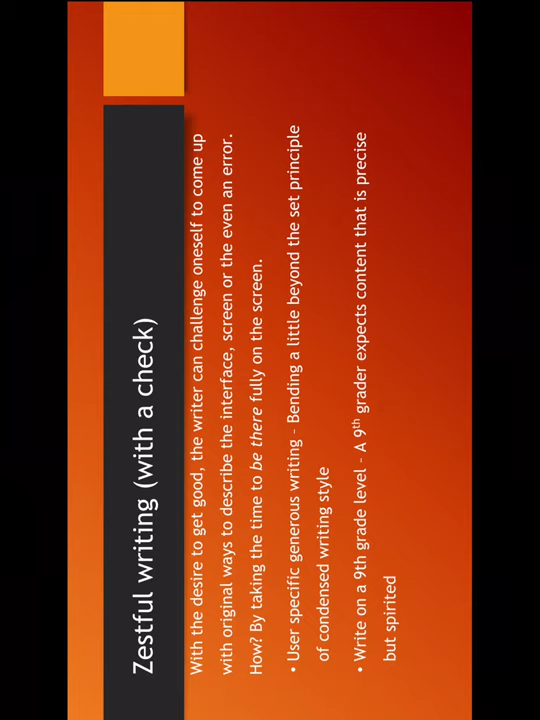 Zestful writing (with a check)
With the desire to get good, the writer can challenge oneself to come up
with original ways to describe the interface, screen or the even an error.
How? By taking the time to be there fully on the screen.
• User specific generous writing - Bending a little beyond the set principle
of condensed writing style
• Write on a 9th grade level - A 9th grader expects content that is precise
but spirited